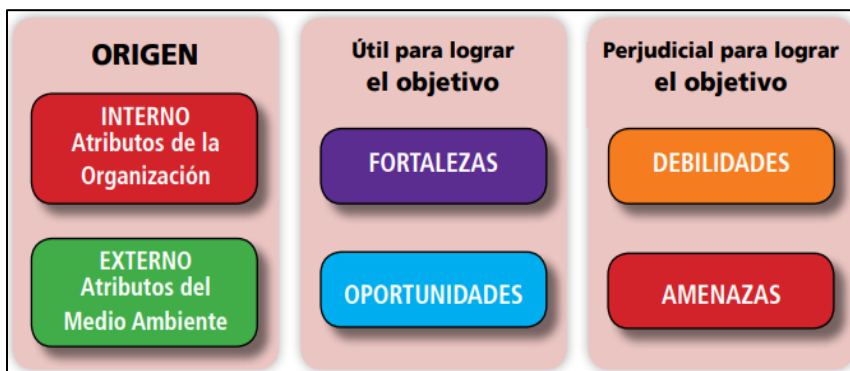 ORIGEN
INTERNO
Atributos de la
Organización
EXTERNO
Atributos del
Medio Ambiente
Útil para lograr
el objetivo
FORTALEZAS
OPORTUNIDADES
Perjudicial para lograr
el objetivo
DEBILIDADES
AMENAZAS